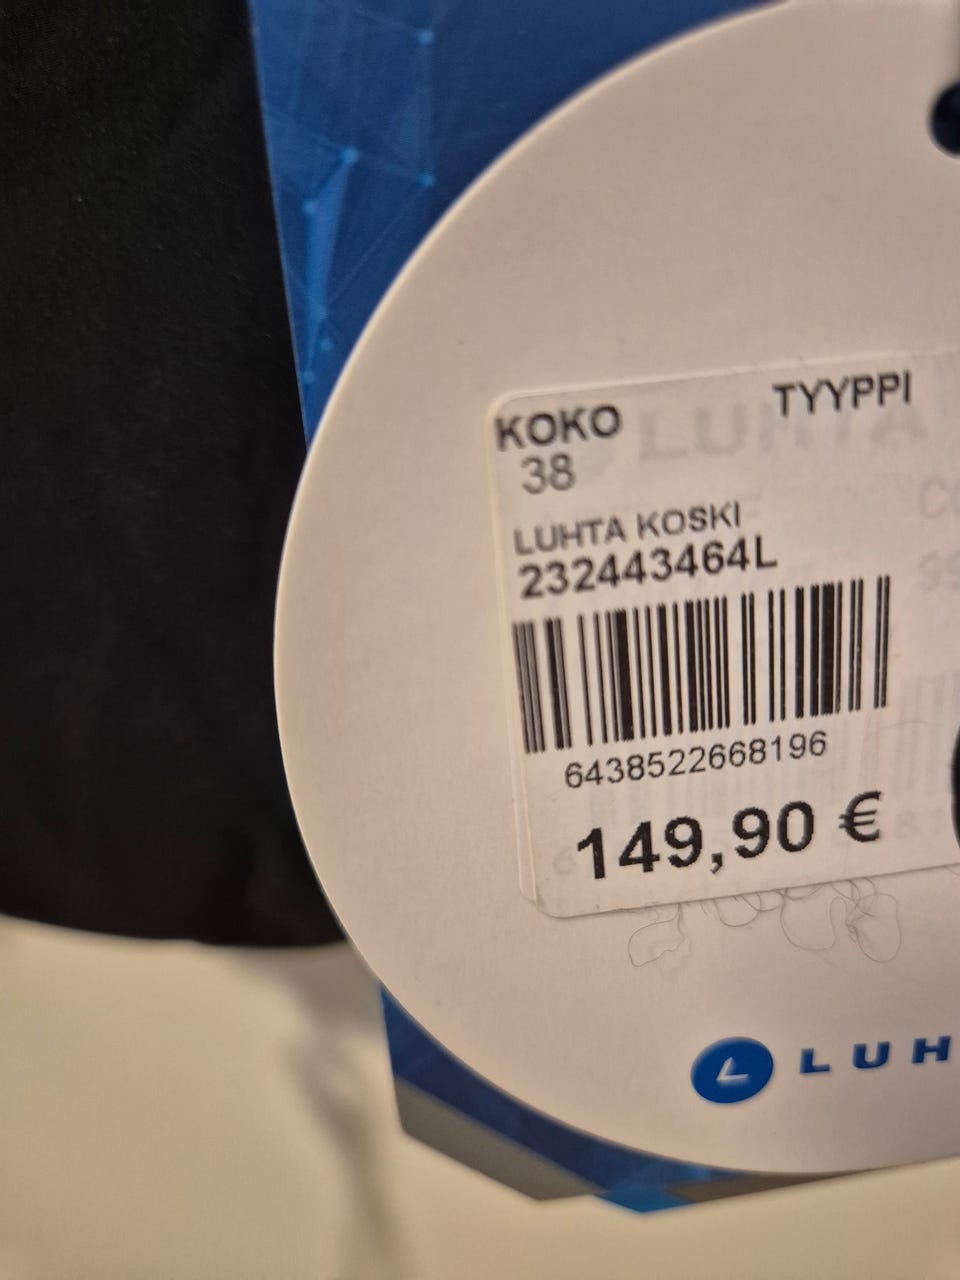 KOKO TYYPPI
38
LUHTA KOSKI
232443464L
6438522668196
149,90 €
LUH